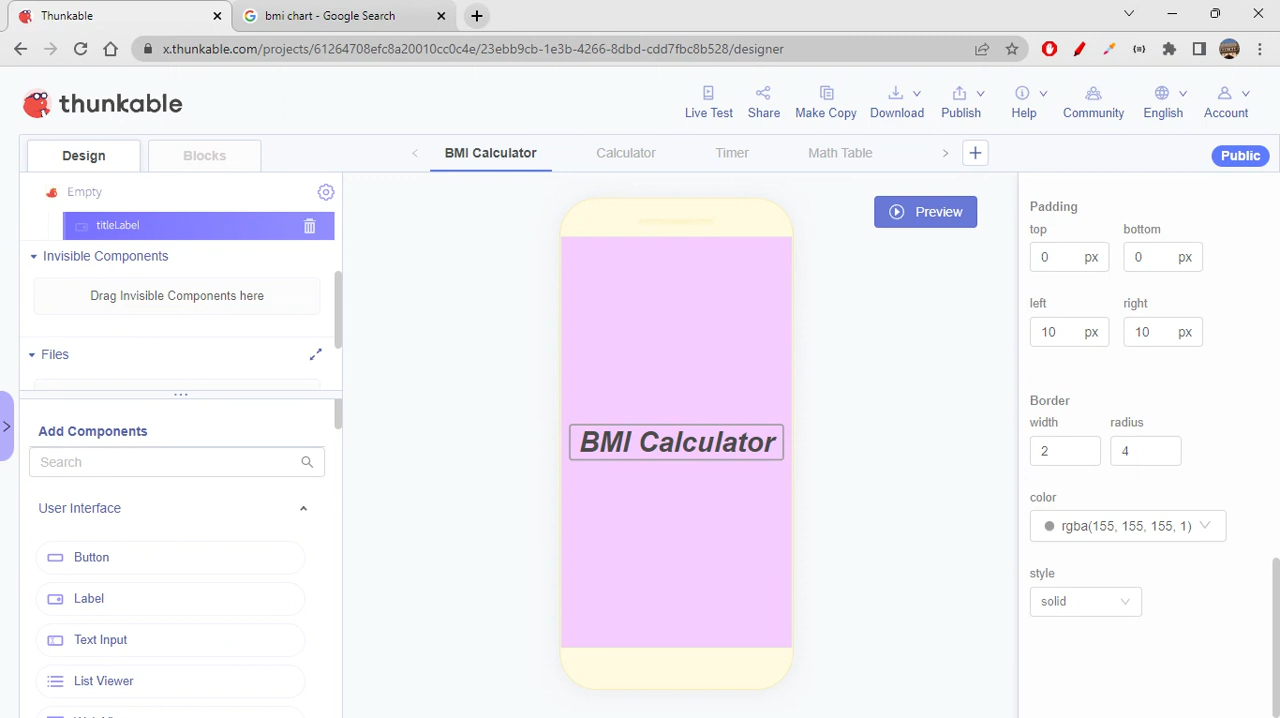 Thunkable
bmi chart - Google Search
x.thunkable.com/projects/61264708efc8a20010cc0c4e/23ebb9cb-1e3b-4266-8dbd-cdd7fbc8b528/designer
thunkable
Live Test
Share
Make Copy
Download
Publish
Help
Community
English
Account
Design
Blocks
BMI Calculator
Calculator
Timer
Math Table
Public
Empty
titleLabel
Invisible Components
Drag Invisible Components here
Files
Add Components
Search
User Interface
Button
Label
Text Input
List Viewer
Preview
BMI Calculator
Padding
top
bottom
0 px
0 px
left
right
10 px
10 px
Border
width
radius
2
4
color
rgba(155, 155, 155, 1)
style
solid